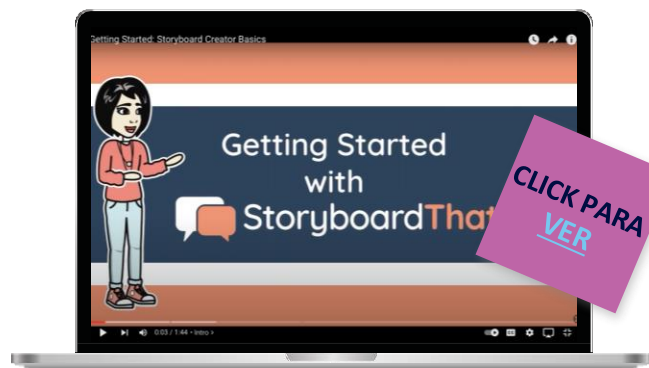 Getting Started: Storyboard Creator Basics
Getting Started
with
StoryboardThat
CLICK PARA
VER
0:03 / 1:44 • Intro >